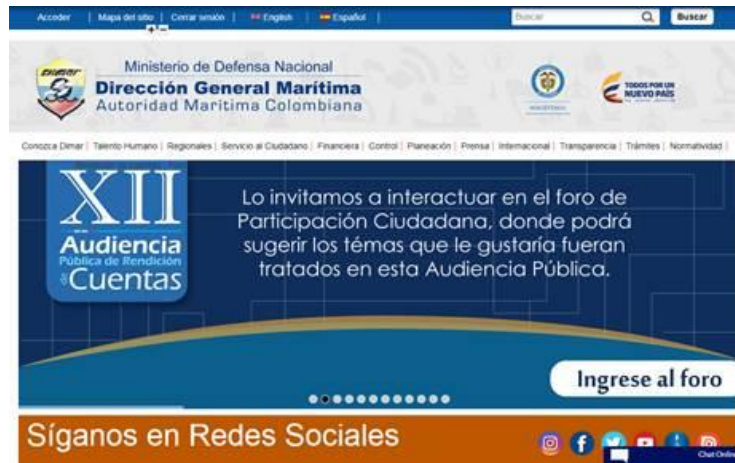 Acceder | Mapa del sitio | Cerrar sesión | English | Español |
Buscar
Buscar
Ministerio de Defensa Nacional
Dirección General Marítima
Autoridad Marítima Colombiana
TODOS POR UN
NUEVO PAÍS
Conozca Dimar | Talento Humano | Regionales | Servicio al Ciudadano | Financiera | Control | Planeación | Prensa | Internacional | Transparencia | Trámites | Normatividad |
XII
Audiencia
Pública de Rendición
de Cuentas
Lo invitamos a interactuar en el foro de
Participación Ciudadana, donde podrá
sugerir los témas que le gustaría fueran
tratados en esta Audiencia Pública.
Ingrese al foro
Síganos en Redes Sociales
Chat Online